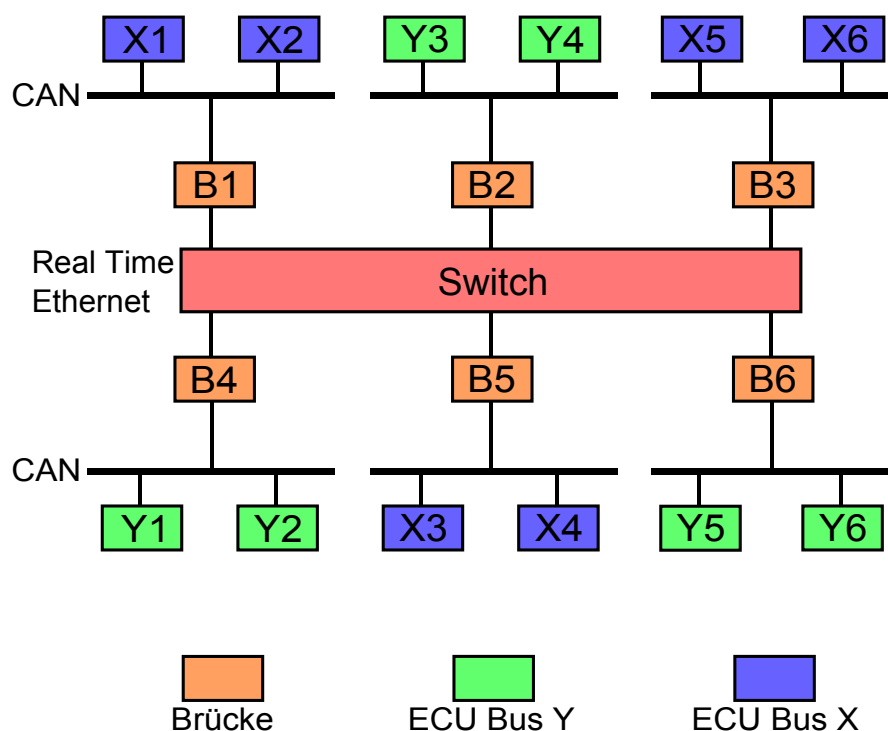 X1 X2 Y3 Y4 X5 X6
CAN
B1 B2 B3
Real Time
Ethernet
Switch
B4 B5 B6
CAN
Y1 Y2 X3 X4 Y5 Y6
Brücke ECU Bus Y ECU Bus X